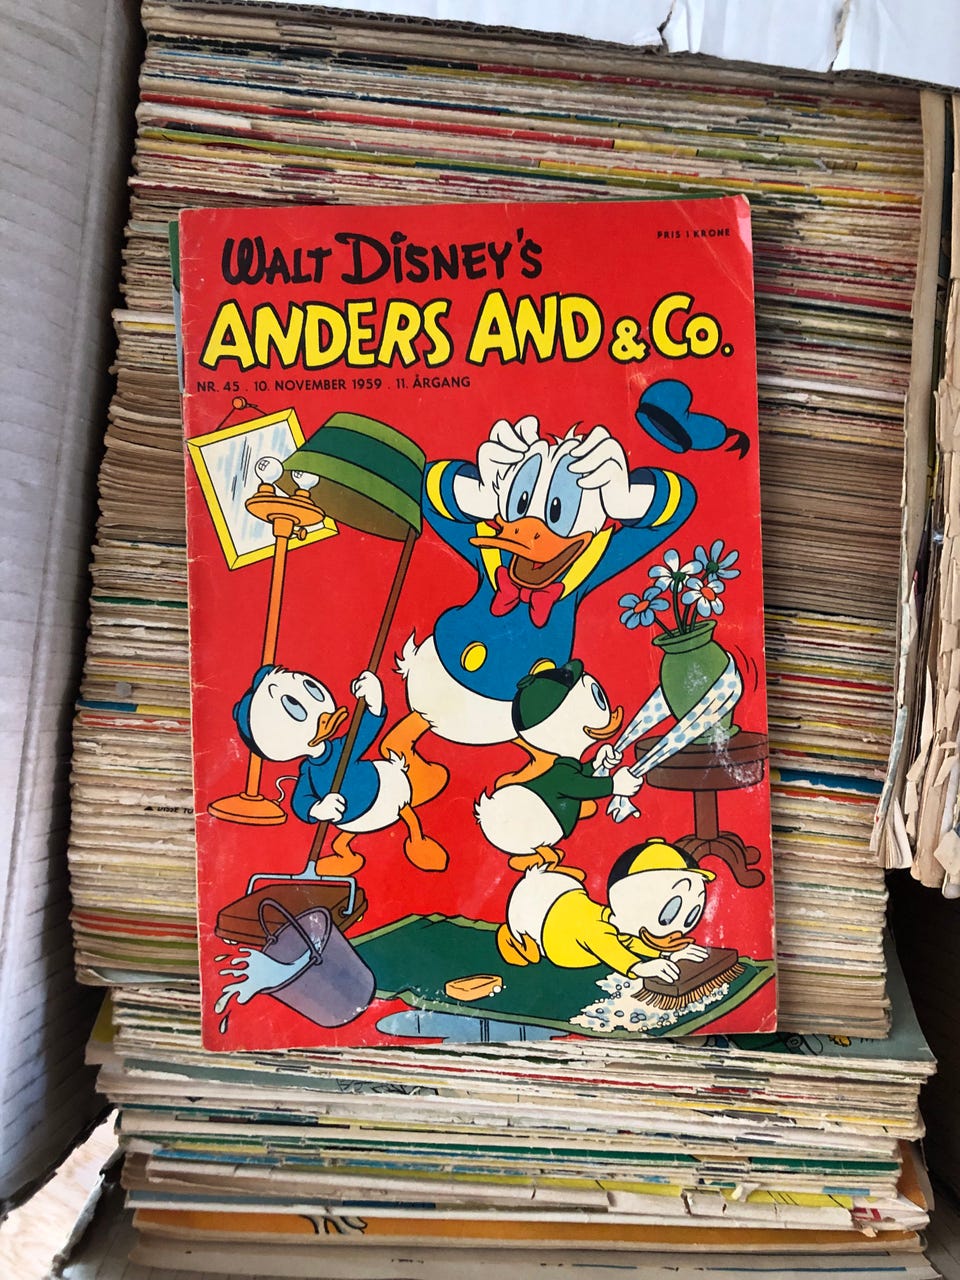 WALT DISNEY'S
PRIS 1 KRONE
ANDERS AND & Co.
NR. 45 . 10. NOVEMBER 1959 . 11. ÅRGANG